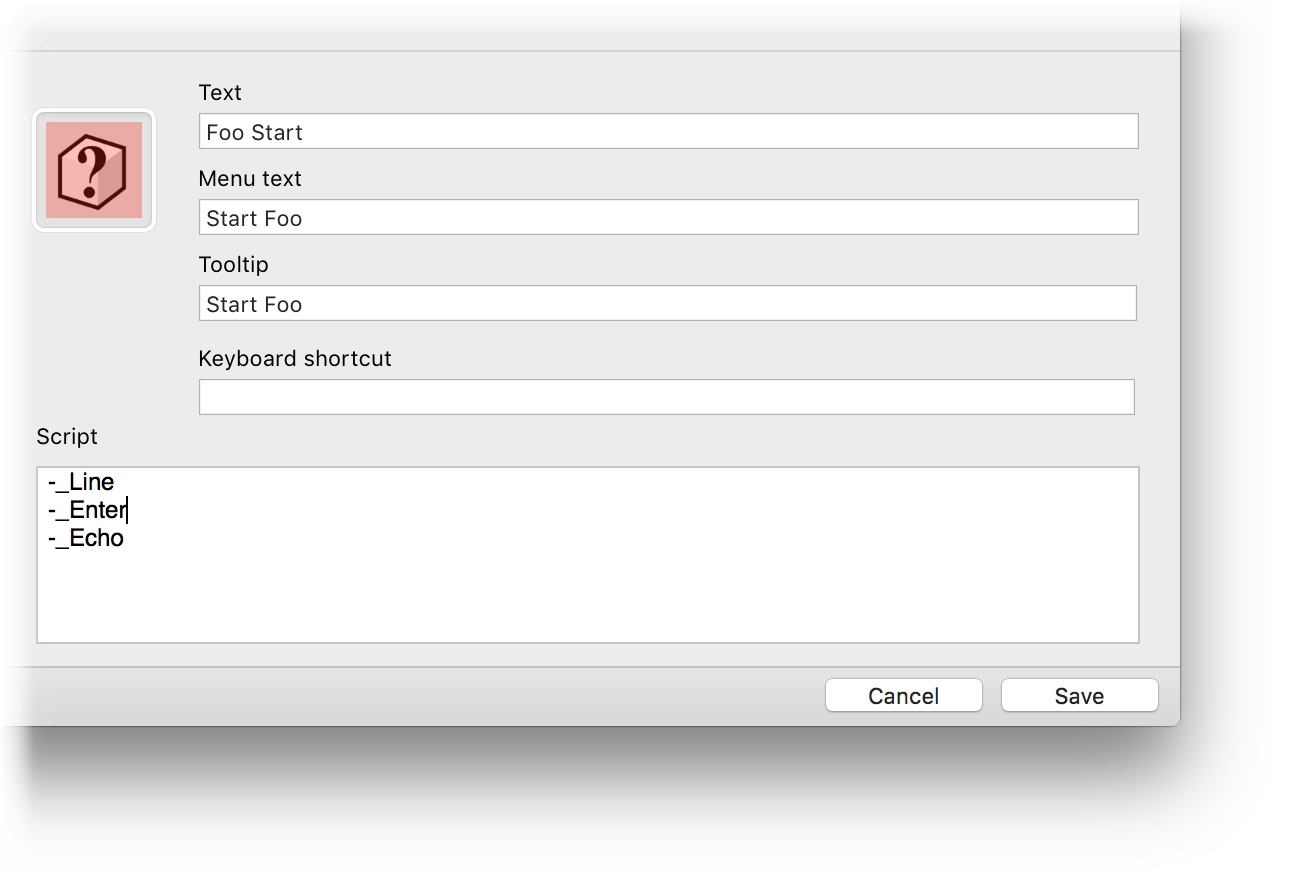 Text
Foo Start
Menu text
Start Foo
Tooltip
Start Foo
Keyboard shortcut
Script
-_Line
-_Enter
-_Echo
Cancel Save